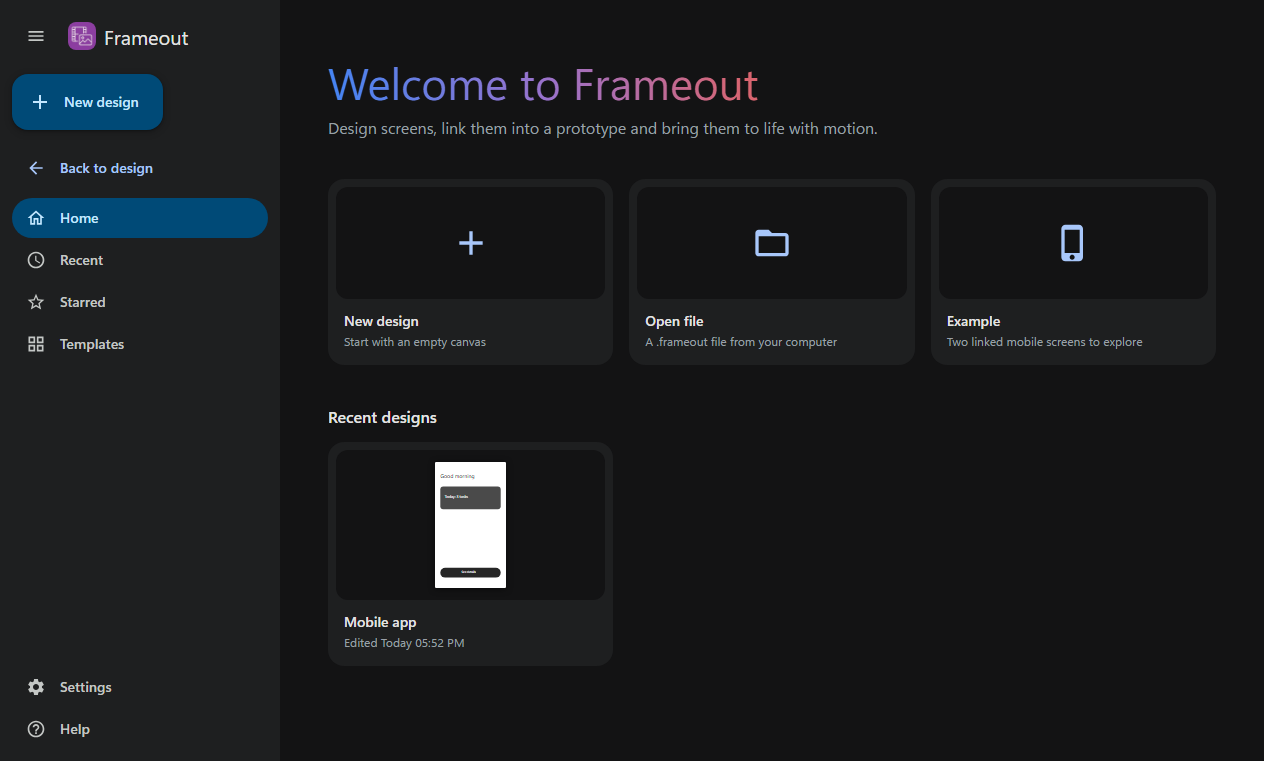 Frameout
New design
Back to design
Home
Recent
Starred
Templates
Settings
Help
Welcome to Frameout
Design screens, link them into a prototype and bring them to life with motion.
New design
Start with an empty canvas
Open file
A .frameout file from your computer
Example
Two linked mobile screens to explore
Recent designs
Good morning
Mobile app
Edited Today 05:52 PM